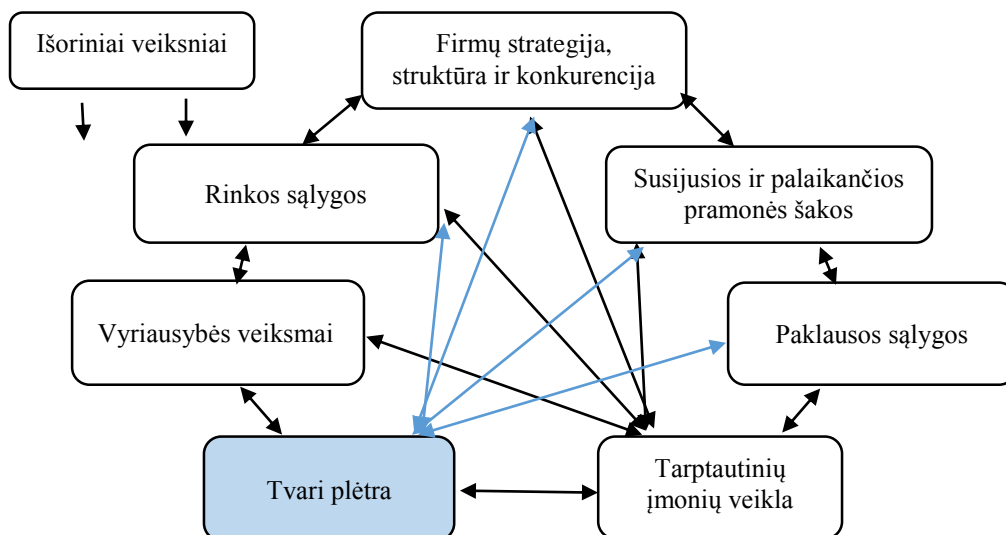 Išoriniai veiksniai
Firmų strategija,
struktūra ir konkurencija
Rinkos sąlygos
Susijusios ir palaikančios
pramonės šakos
Vyriausybės veiksmai
Paklausos sąlygos
Tvari plėtra
Tarptautinių
įmonių veikla